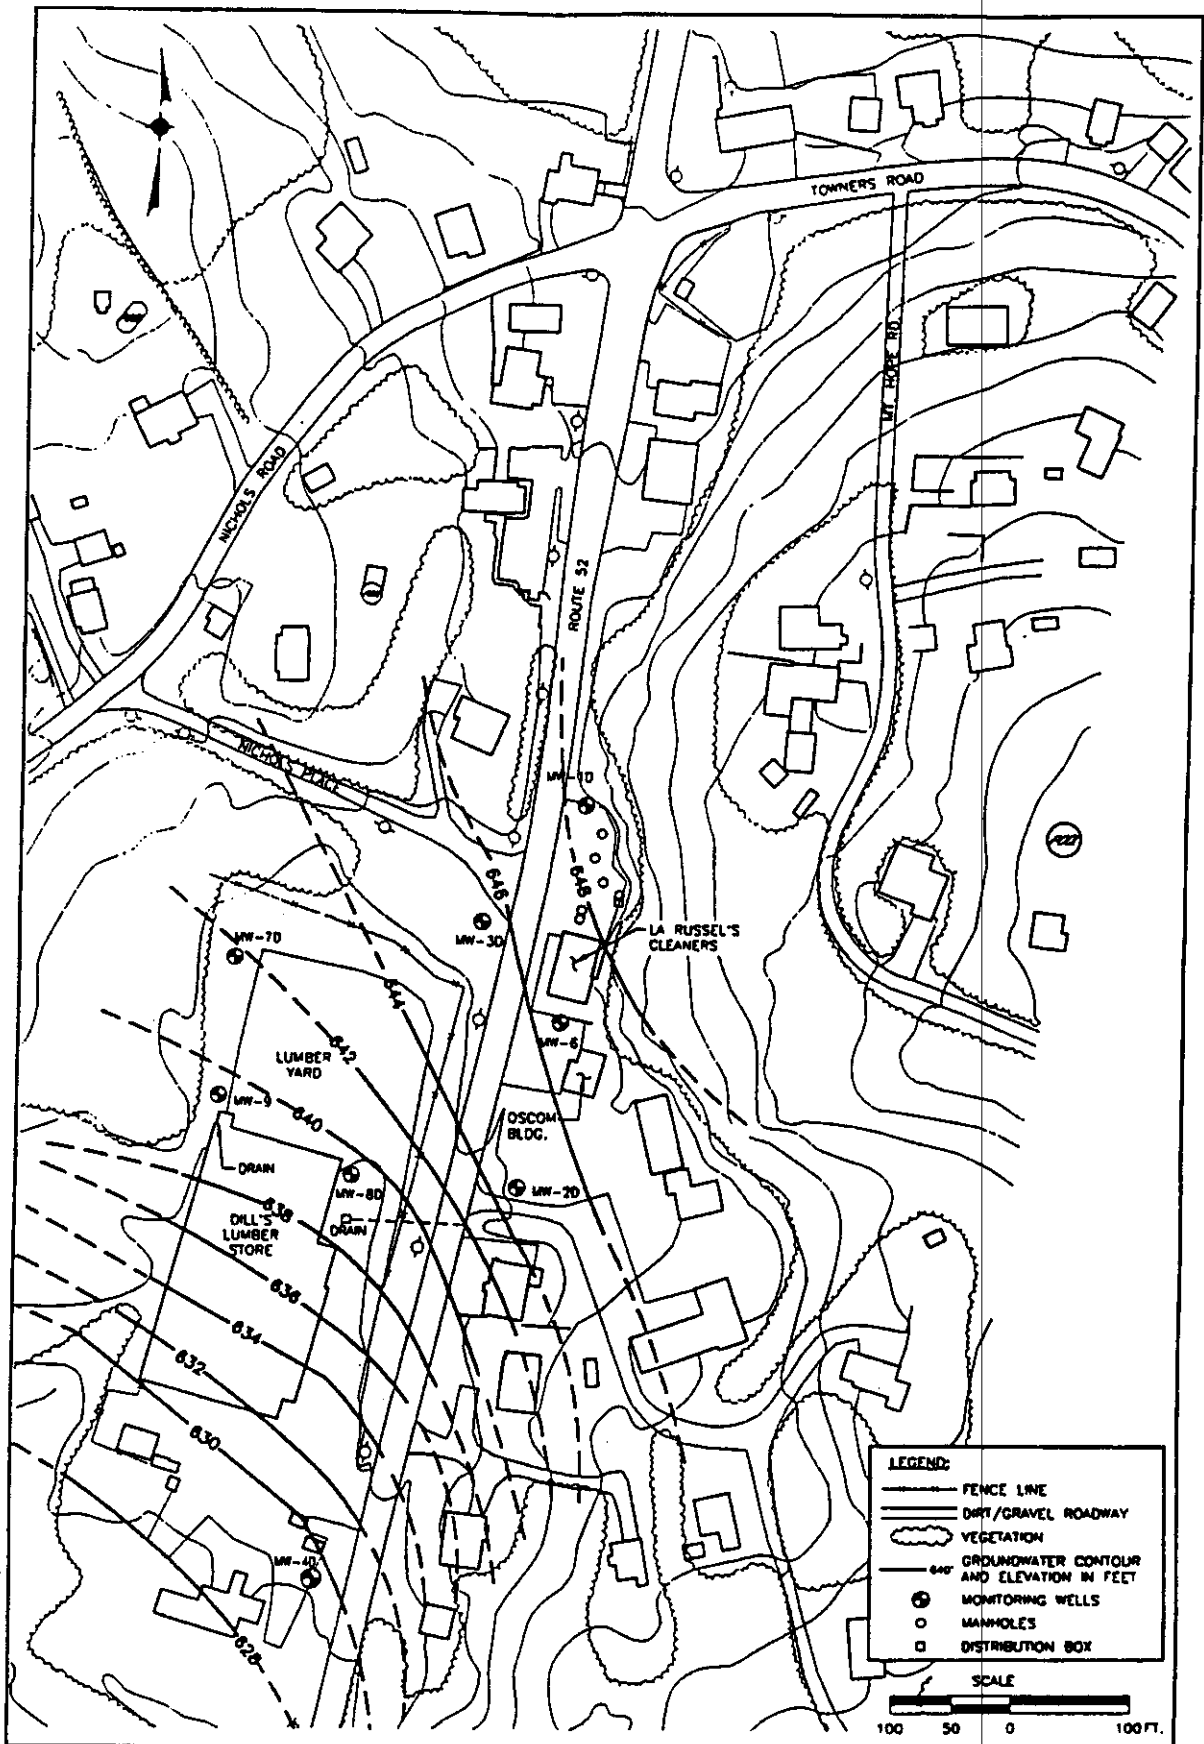 TOWNERS ROAD
MT. HOPE RD.
NICHOLS ROAD
ROUTE 52
NICHOLS PLACE
MW-1D
646
648
LA RUSSEL'S
CLEANERS
MW-3D
MW-7D
644
642
MW-6
LUMBER
YARD
MW-9
640
OSCOM
BLDG.
DRAIN
MW-8D
MW-2D
638
DILL'S
LUMBER
STORE
DRAIN
636
634
632
630
MW-4D
628
LEGEND:
FENCE LINE
DIRT/GRAVEL ROADWAY
VEGETATION
640' GROUNDWATER CONTOUR
AND ELEVATION IN FEET
MONITORING WELLS
MANHOLES
DISTRIBUTION BOX
SCALE
100 50 0 100 FT.